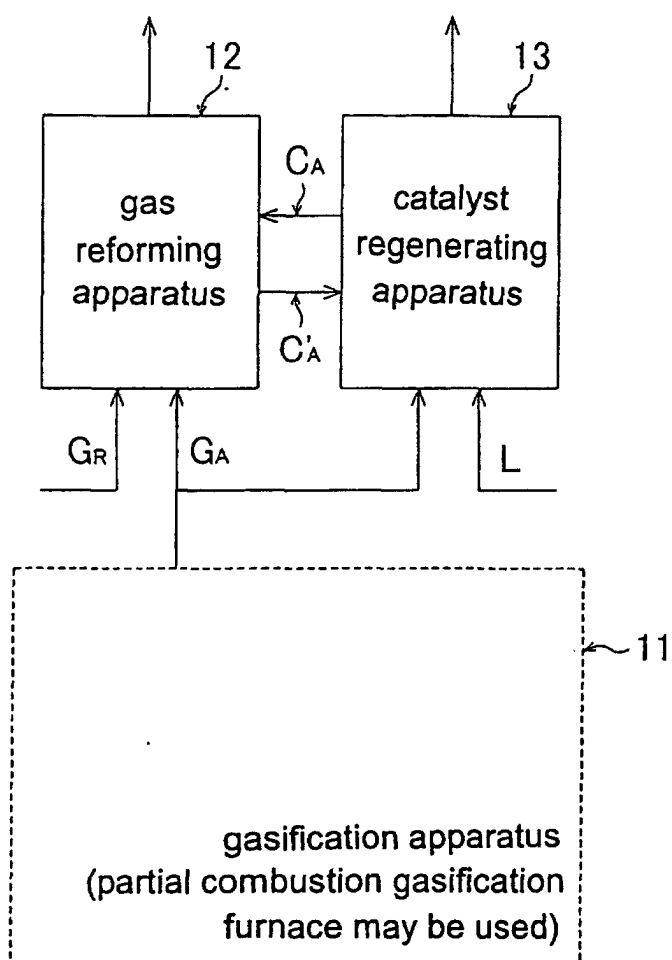 12
13
gas
reforming
apparatus
CA
C'A
catalyst
regenerating
apparatus
GR
GA
L
11
gasification apparatus
(partial combustion gasification
furnace may be used)